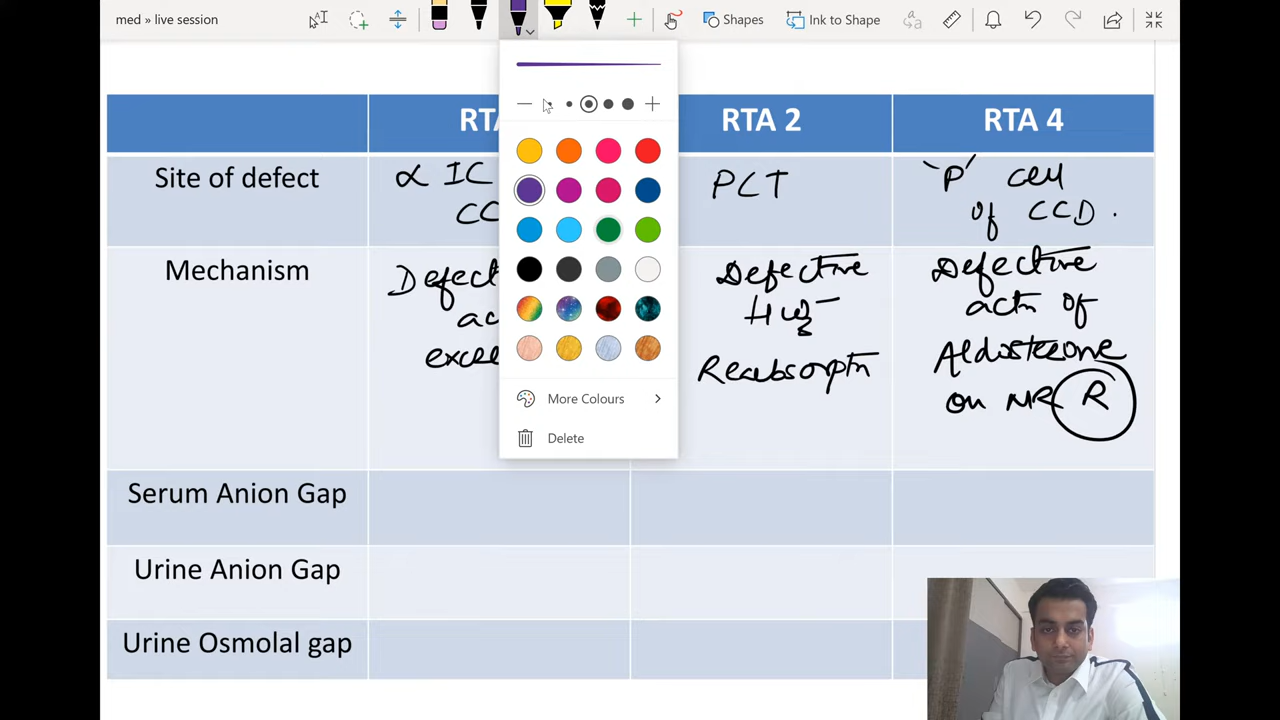 med » live session
Shapes
Ink to Shape
RTA 2
RTA 4
Site of defect
α IC
PCT
'P' cell
of CCD.
Mechanism
Defective
HCO3-
Reabsorptn
Defective
actn of
Aldosterone
on MR R
More Colours
Delete
Serum Anion Gap
Urine Anion Gap
Urine Osmolal gap